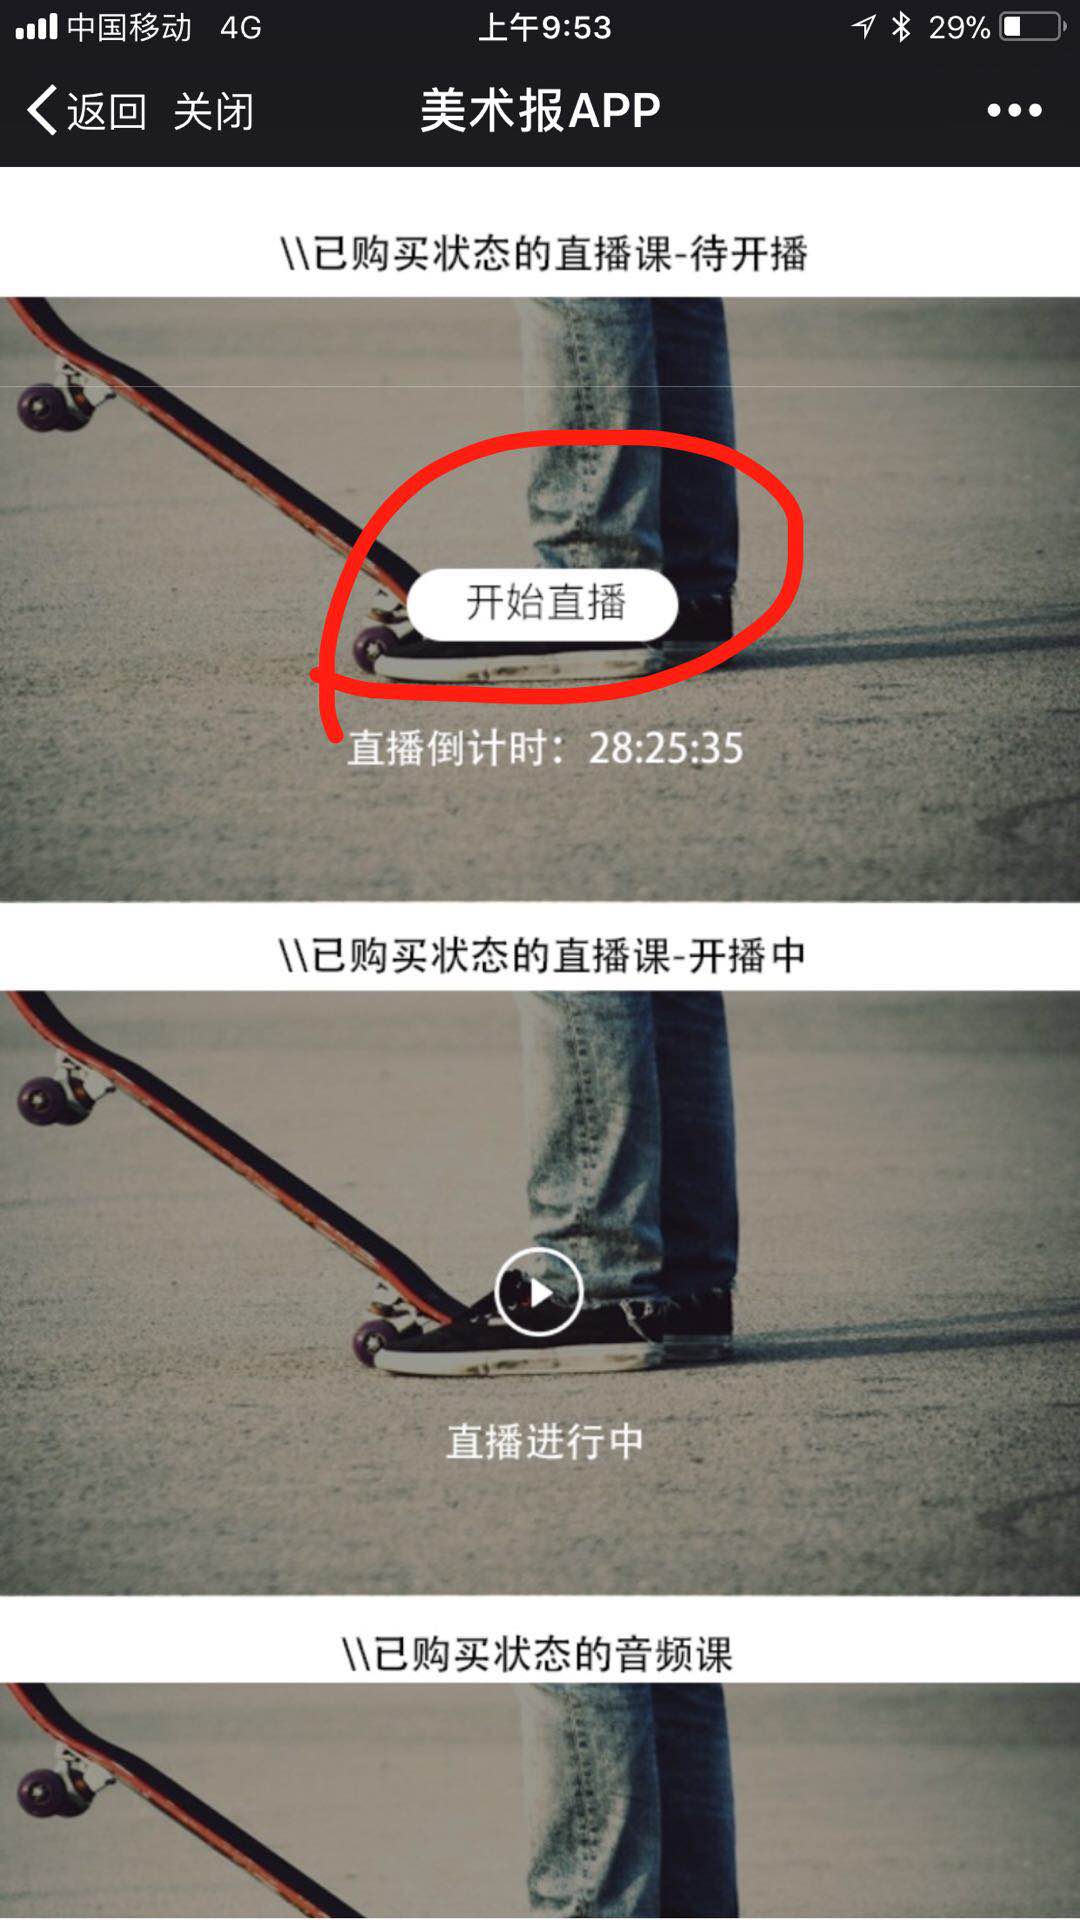 中国移动 4G 上午9:53 29%
返回 关闭 美术报APP
\\已购买状态的直播课-待开播
开始直播
直播倒计时：28:25:35
\\已购买状态的直播课-开播中
直播进行中
\\已购买状态的音频课